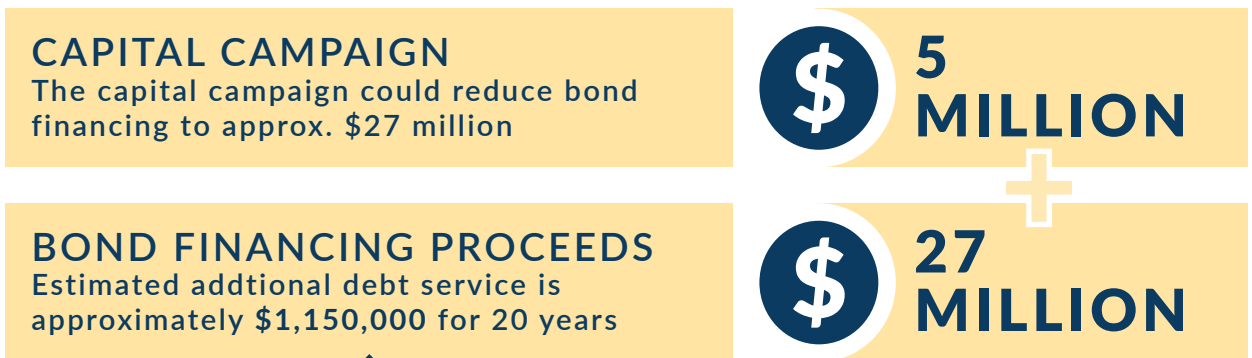 CAPITAL CAMPAIGN
The capital campaign could reduce bond
financing to approx. $27 million
$
5
MILLION
+
BOND FINANCING PROCEEDS
Estimated addtional debt service is
approximately $1,150,000 for 20 years
$
27
MILLION